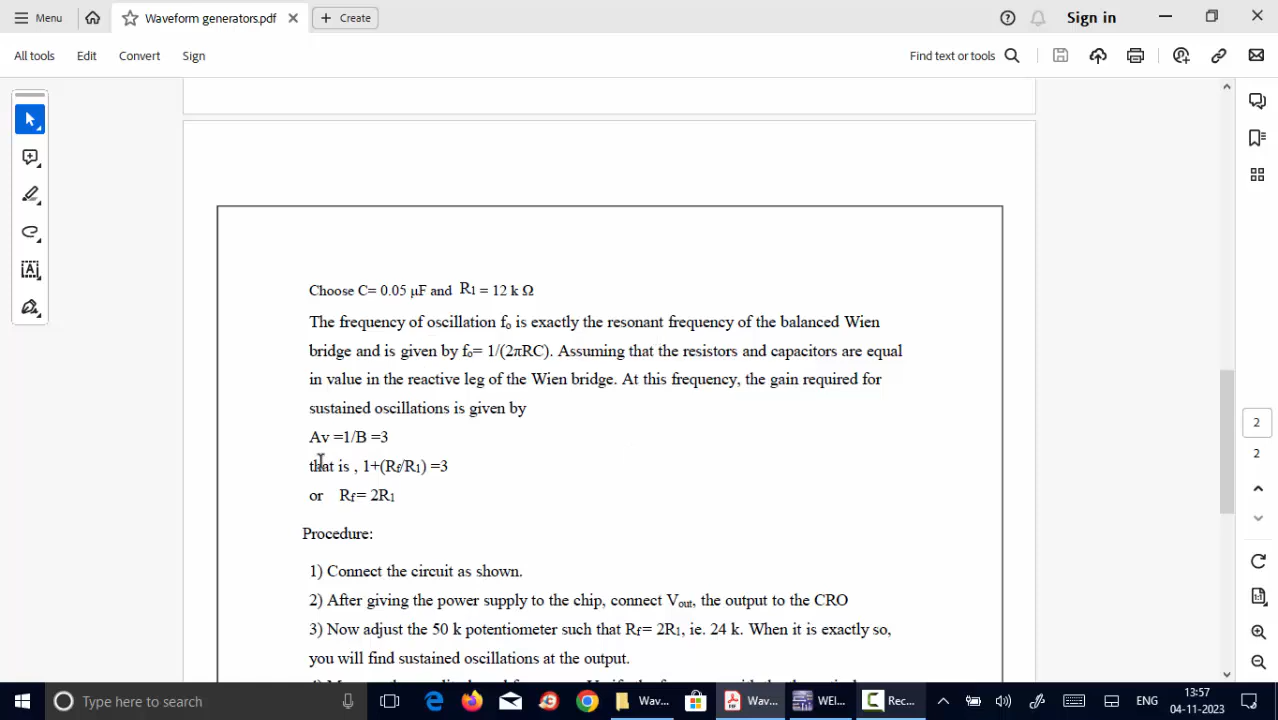 Menu
Waveform generators.pdf
Create
Sign in
All tools Edit Convert Sign
Find text or tools
Choose C= 0.05 μF and R1 = 12 k Ω
The frequency of oscillation fo is exactly the resonant frequency of the balanced Wien
bridge and is given by fo= 1/(2πRC). Assuming that the resistors and capacitors are equal
in value in the reactive leg of the Wien bridge. At this frequency, the gain required for
sustained oscillations is given by
Av =1/B =3
that is , 1+(Rf/R1) =3
or Rf= 2R1
Procedure:
1) Connect the circuit as shown.
2) After giving the power supply to the chip, connect Vout, the output to the CRO
3) Now adjust the 50 k potentiometer such that Rf= 2R1, ie. 24 k. When it is exactly so,
you will find sustained oscillations at the output.
2
2
1:1
Type here to search
Wav...
Wav...
WEI...
Rec...
ENG
13:57
04-11-2023